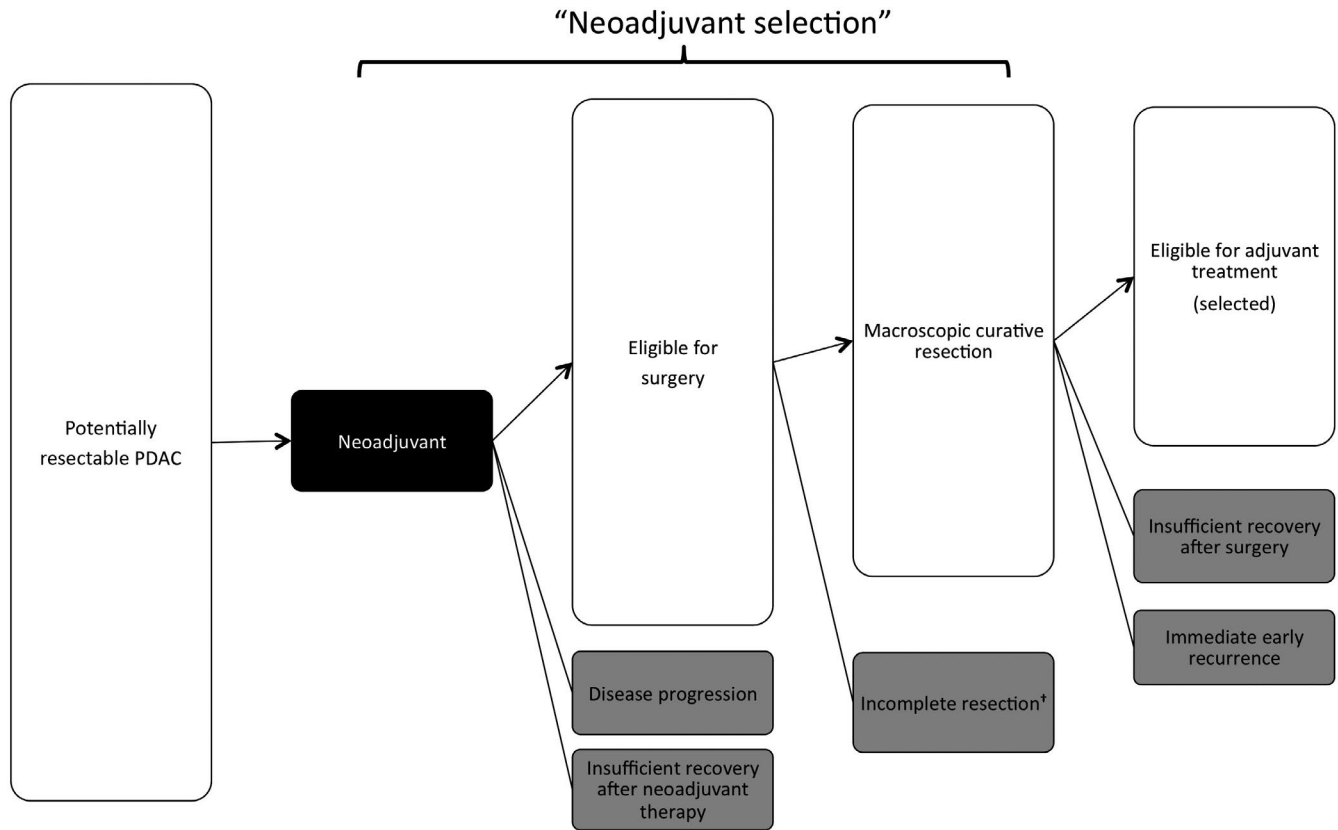 “Neoadjuvant selection”
Potentially
resectable PDAC
Neoadjuvant
Eligible for
surgery
Disease progression
Insufficient recovery
after neoadjuvant
therapy
Macroscopic curative
resection
Incomplete resection†
Eligible for adjuvant
treatment
(selected)
Insufficient recovery
after surgery
Immediate early
recurrence